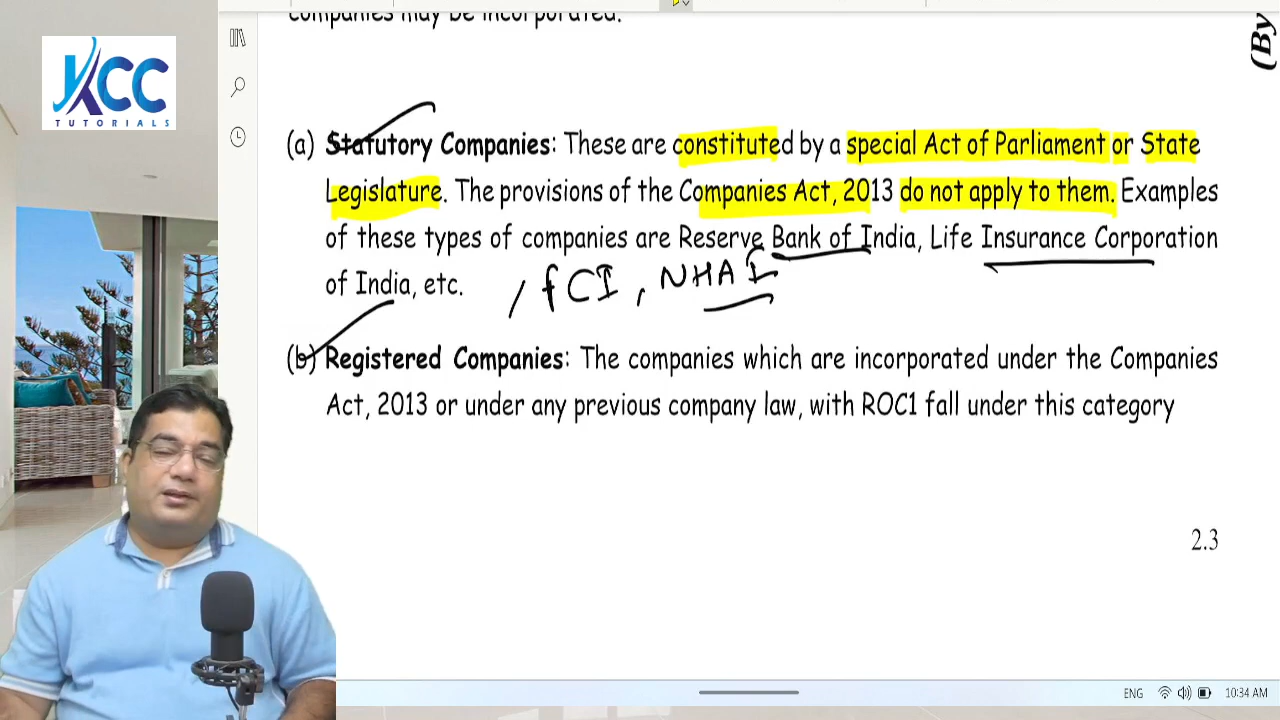 companies may be incorporated.
(By
KCC
TUTORIALS
(a) Statutory Companies: These are constituted by a special Act of Parliament or State
Legislature. The provisions of the Companies Act, 2013 do not apply to them. Examples
of these types of companies are Reserve Bank of India, Life Insurance Corporation
of India, etc. , FCI, NHAI
(b) Registered Companies: The companies which are incorporated under the Companies
Act, 2013 or under any previous company law, with ROC1 fall under this category
2.3
ENG 10:34 AM